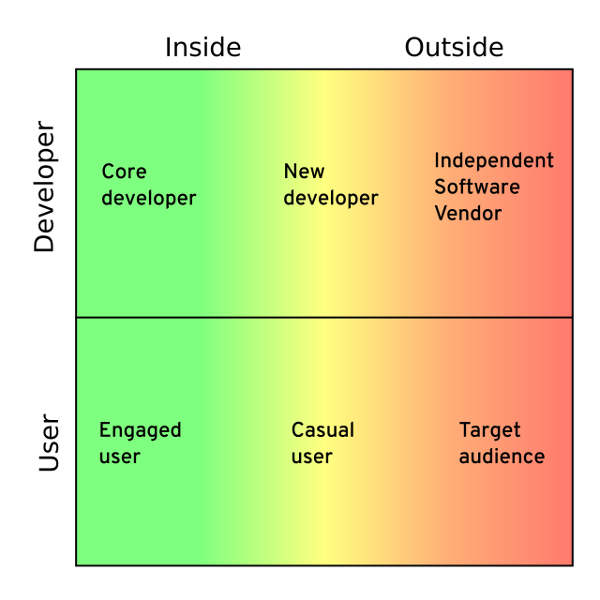 Inside
Outside
Developer
Core
developer
New
developer
Independent
Software
Vendor
User
Engaged
user
Casual
user
Target
audience